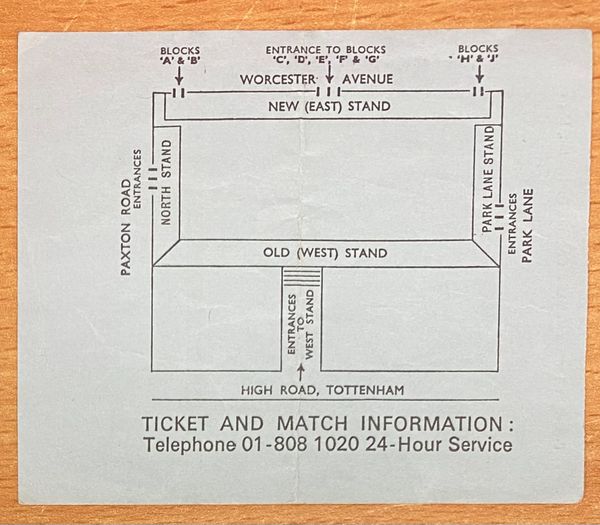 BLOCKS
'A' & 'B'
ENTRANCE TO BLOCKS
'C', 'D', 'E', 'F' & 'G'
BLOCKS
'H' & 'J'
WORCESTER AVENUE
NEW (EAST) STAND
PAXTON ROAD
ENTRANCES
NORTH STAND
PARK LANE STAND
ENTRANCES
PARK LANE
OLD (WEST) STAND
ENTRANCES
TO
WEST STAND
HIGH ROAD, TOTTENHAM
TICKET AND MATCH INFORMATION :
Telephone 01-808 1020 24-Hour Service